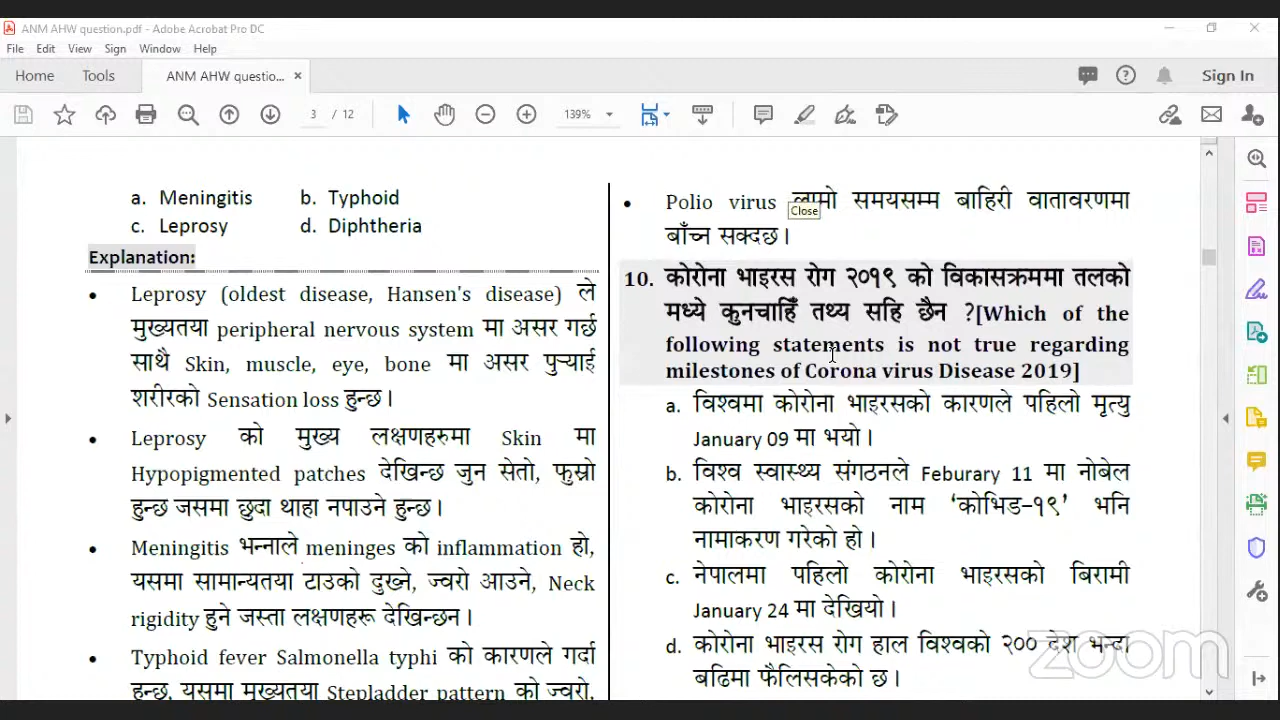 ANM AHW question.pdf - Adobe Acrobat Pro DC
File Edit View Sign Window Help
Home Tools ANM AHW questio... × Sign In
3 / 12 139%
a. Meningitis b. Typhoid
c. Leprosy d. Diphtheria
Explanation:
• Leprosy (oldest disease, Hansen's disease) ले
मुख्यतया peripheral nervous system मा असर गर्छ
साथै Skin, muscle, eye, bone मा असर पुर्‍याई
शरीरको Sensation loss हुन्छ।
• Leprosy को मुख्य लक्षणहरुमा Skin मा
Hypopigmented patches देखिन्छ जुन सेतो, फुस्रो
हुन्छ जसमा छुदा थाहा नपाउने हुन्छ।
• Meningitis भन्नाले meninges को inflammation हो,
यसमा सामान्यतया टाउको दुख्ने, ज्वरो आउने, Neck
rigidity हुने जस्ता लक्षणहरू देखिन्छन।
• Typhoid fever Salmonella typhi को कारणले गर्दा
हुन्छ, यसमा मुख्यतया Stepladder pattern को ज्वरो,
• Polio virus लामो समयसम्म बाहिरी वातावरणमा
Close
बाँच्न सक्दछ।
10. कोरोना भाइरस रोग २०१९ को विकासक्रममा तलको
मध्ये कुनचाहिँ तथ्य सहि छैन ?[Which of the
following statements is not true regarding
milestones of Corona virus Disease 2019]
a. विश्वमा कोरोना भाइरसको कारणले पहिलो मृत्यु
January 09 मा भयो।
b. विश्व स्वास्थ्य संगठनले Feburary 11 मा नोबेल
कोरोना भाइरसको नाम ‘कोभिड-१९’ भनि
नामाकरण गरेको हो।
c. नेपालमा पहिलो कोरोना भाइरसको बिरामी
January 24 मा देखियो।
d. कोरोना भाइरस रोग हाल विश्वको २०० देश भन्दा
बढिमा फैलिसकेको छ।
zoom